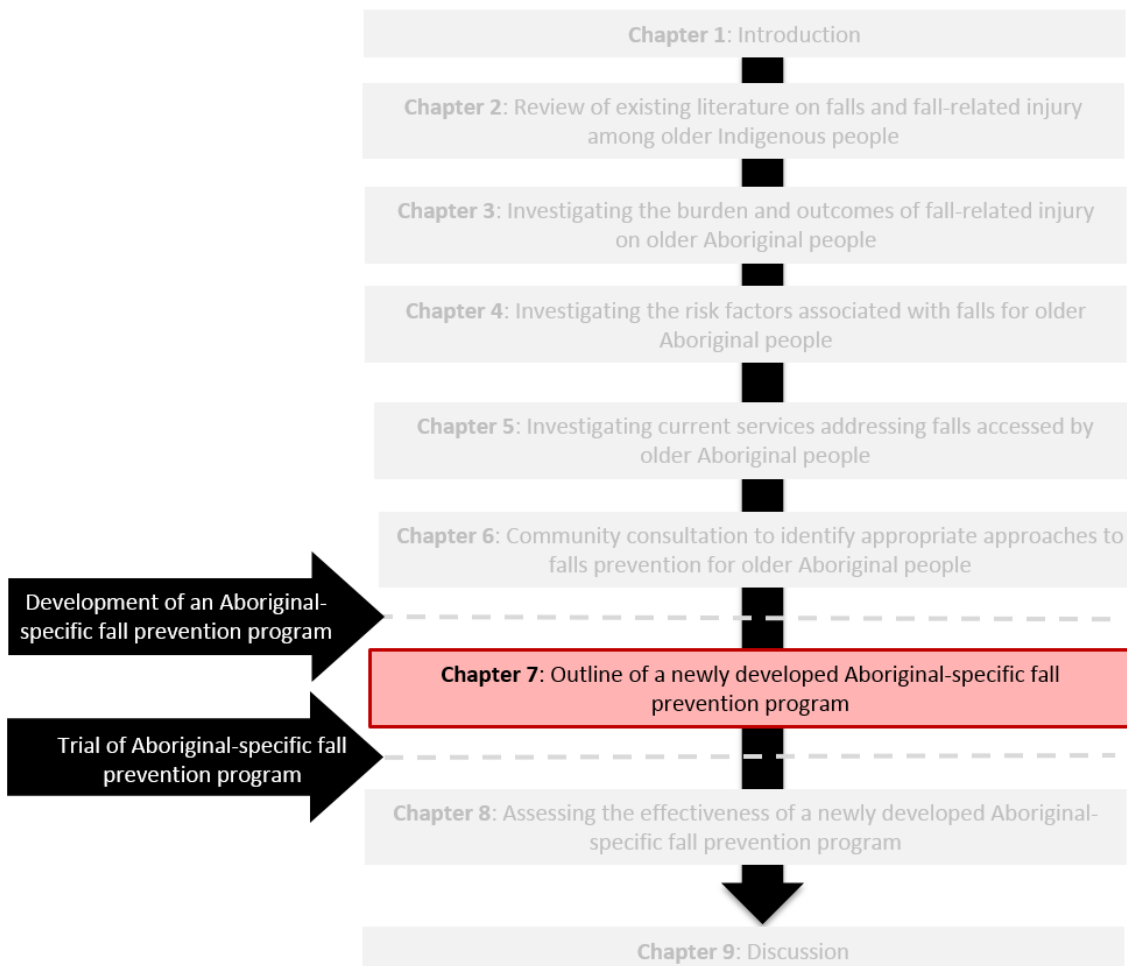 Chapter 1: Introduction
Chapter 2: Review of existing literature on falls and fall-related injury
among older Indigenous people
Chapter 3: Investigating the burden and outcomes of fall-related injury
on older Aboriginal people
Chapter 4: Investigating the risk factors associated with falls for older
Aboriginal people
Chapter 5: Investigating current services addressing falls accessed by
older Aboriginal people
Chapter 6: Community consultation to identify appropriate approaches to
falls prevention for older Aboriginal people
Development of an Aboriginal-
specific fall prevention program
Chapter 7: Outline of a newly developed Aboriginal-specific fall
prevention program
Trial of Aboriginal-specific fall
prevention program
Chapter 8: Assessing the effectiveness of a newly developed Aboriginal-
specific fall prevention program
Chapter 9: Discussion